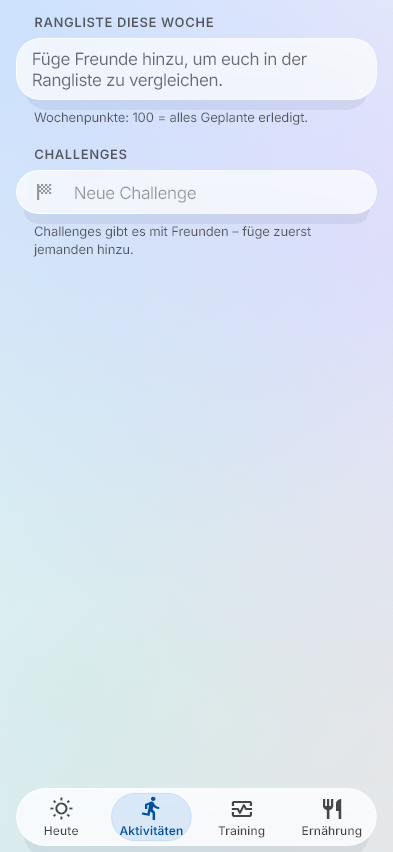 RANGLISTE DIESE WOCHE
Füge Freunde hinzu, um euch in der
Rangliste zu vergleichen.
Wochenpunkte: 100 = alles Geplante erledigt.
CHALLENGES
Neue Challenge
Challenges gibt es mit Freunden – füge zuerst
jemanden hinzu.
Heute Aktivitäten Training Ernährung